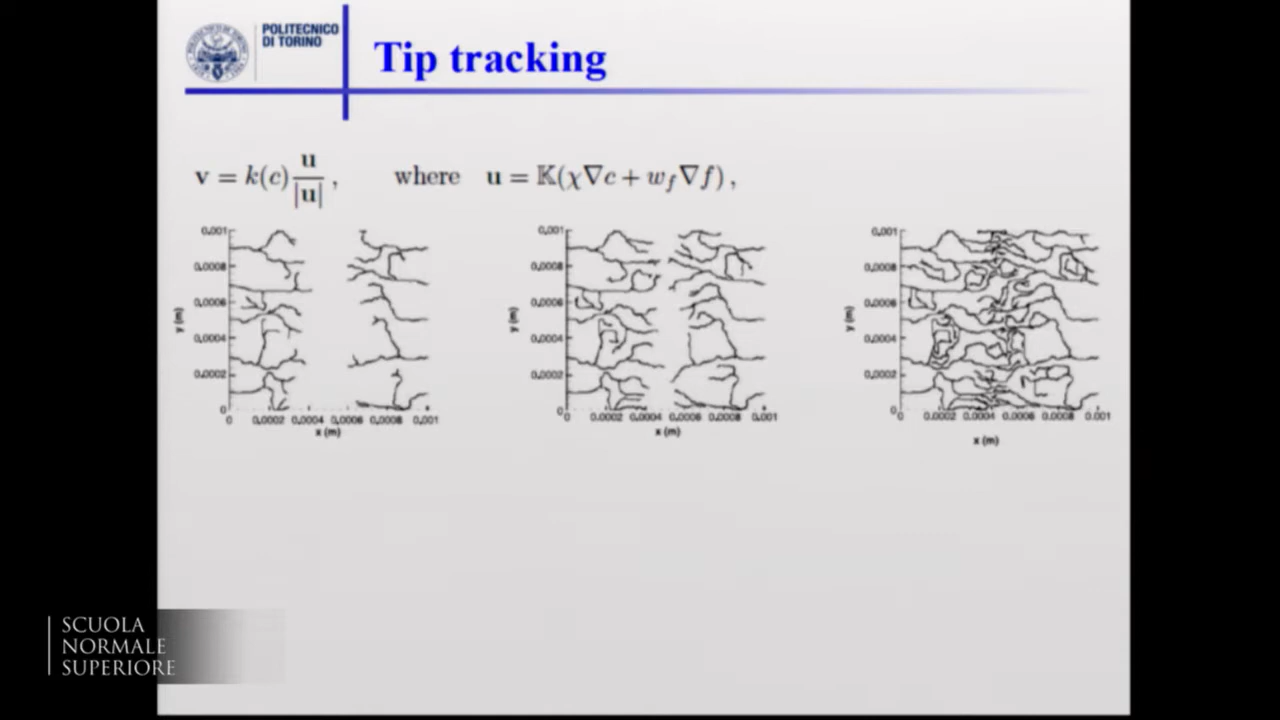 POLITECNICO
DI TORINO
Tip tracking
v = k(c) u / |u| , where u = 𝕂(χ∇c + w_f ∇f) ,
0.001
0.0008
0.0006
0.0004
0.0002
0
y (m)
0 0.0002 0.0004 0.0006 0.0008 0.001
x (m)
0.001
0.0008
0.0006
0.0004
0.0002
0
y (m)
0 0.0002 0.0004 0.0006 0.0008 0.001
x (m)
0.001
0.0008
0.0006
0.0004
0.0002
0
y (m)
0 0.0002 0.0004 0.0006 0.0008 0.001
x (m)
SCUOLA
NORMALE
SUPERIORE